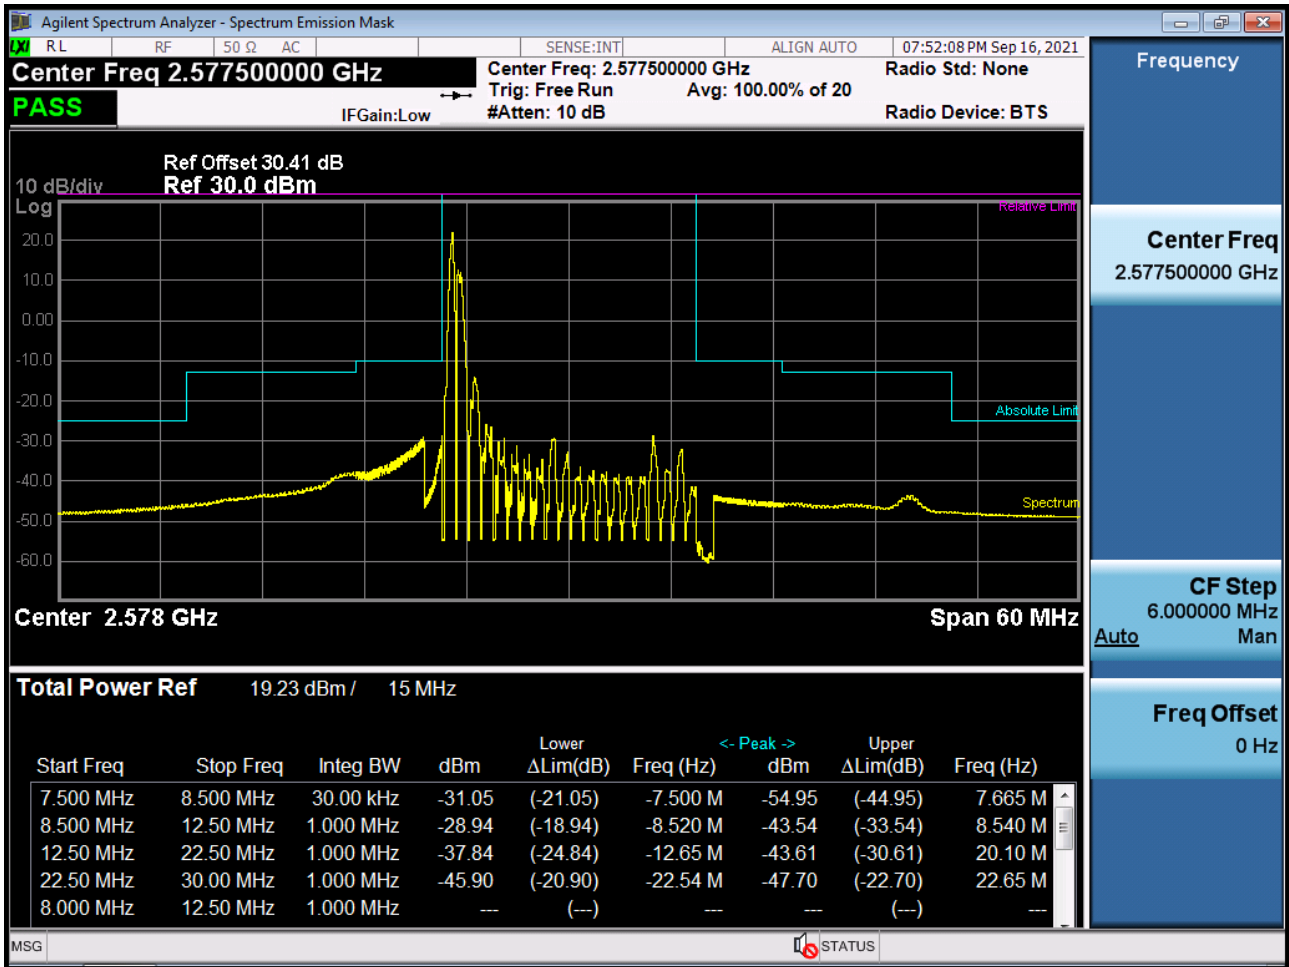 Agilent Spectrum Analyzer - Spectrum Emission Mask
LXI RL RF 50 Ω AC SENSE:INT ALIGN AUTO 07:52:08 PM Sep 16, 2021
Center Freq 2.577500000 GHz
PASS
IFGain:Low
Center Freq: 2.577500000 GHz
Trig: Free Run Avg: 100.00% of 20
#Atten: 10 dB
Radio Std: None
Radio Device: BTS
Ref Offset 30.41 dB
10 dB/div Ref 30.0 dBm
Log
Relative Limit
20.0
10.0
0.00
-10.0
-20.0
Absolute Limit
-30.0
-40.0
Spectrum
-50.0
-60.0
Center 2.578 GHz Span 60 MHz
Total Power Ref 19.23 dBm / 15 MHz
Lower <- Peak -> Upper
Start Freq Stop Freq Integ BW dBm ΔLim(dB) Freq (Hz) dBm ΔLim(dB) Freq (Hz)
7.500 MHz 8.500 MHz 30.00 kHz -31.05 (-21.05) -7.500 M -54.95 (-44.95) 7.665 M
8.500 MHz 12.50 MHz 1.000 MHz -28.94 (-18.94) -8.520 M -43.54 (-33.54) 8.540 M
12.50 MHz 22.50 MHz 1.000 MHz -37.84 (-24.84) -12.65 M -43.61 (-30.61) 20.10 M
22.50 MHz 30.00 MHz 1.000 MHz -45.90 (-20.90) -22.54 M -47.70 (-22.70) 22.65 M
8.000 MHz 12.50 MHz 1.000 MHz --- (---) --- --- (---) ---
MSG STATUS
Frequency
Center Freq
2.577500000 GHz
CF Step
6.000000 MHz
Auto Man
Freq Offset
0 Hz